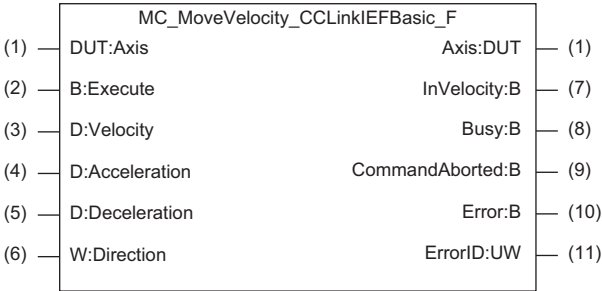 MC_MoveVelocity_CCLinkIEFBasic_F
(1) DUT:Axis Axis:DUT (1)
(2) B:Execute InVelocity:B (7)
(3) D:Velocity Busy:B (8)
(4) D:Acceleration CommandAborted:B (9)
(5) D:Deceleration Error:B (10)
(6) W:Direction ErrorID:UW (11)